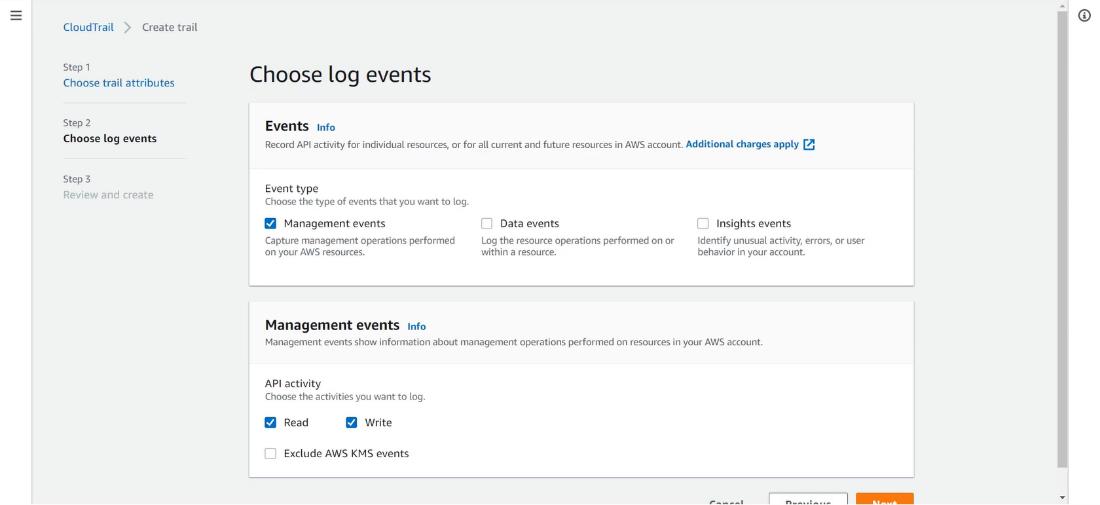 CloudTrail > Create trail
Step 1
Choose trail attributes
Step 2
Choose log events
Step 3
Review and create
Choose log events
Events Info
Record API activity for individual resources, or for all current and future resources in AWS account. Additional charges apply
Event type
Choose the type of events that you want to log.
Management events
Capture management operations performed
on your AWS resources.
Data events
Log the resource operations performed on or
within a resource.
Insights events
Identify unusual activity, errors, or user
behavior in your account.
Management events Info
Management events show information about management operations performed on resources in your AWS account.
API activity
Choose the activities you want to log.
Read Write
Exclude AWS KMS events
Cancel Previous Next